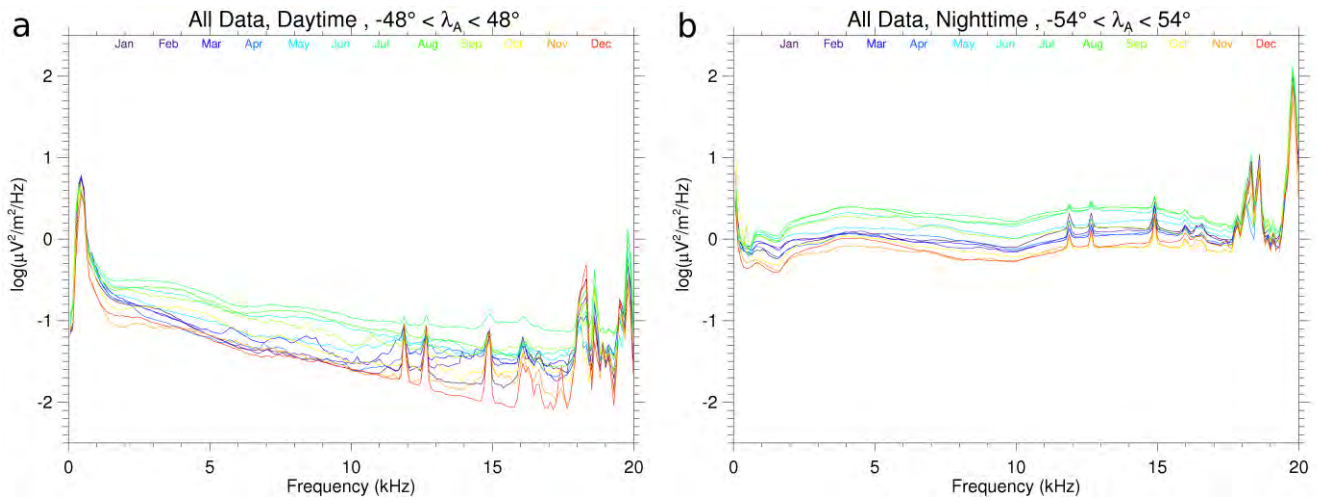 a
All Data, Daytime , -48° < λ_A < 48°
Jan Feb Mar Apr May Jun Jul Aug Sep Oct Nov Dec
2
1
0
-1
-2
log(μV²/m²/Hz)
0 5 10 15 20
Frequency (kHz)
b
All Data, Nighttime , -54° < λ_A < 54°
Jan Feb Mar Apr May Jun Jul Aug Sep Oct Nov Dec
2
1
0
-1
-2
log(μV²/m²/Hz)
0 5 10 15 20
Frequency (kHz)